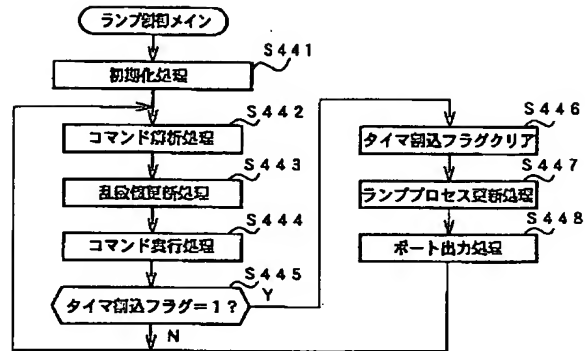 ランプ制御メイン
S441
初期化処理
S442
コマンド解析処理
S443
乱数値更新処理
S444
コマンド実行処理
S445
タイマ割込フラグ=1?
Y
N
S446
タイマ割込フラグクリア
S447
ランププロセス更新処理
S448
ポート出力処理